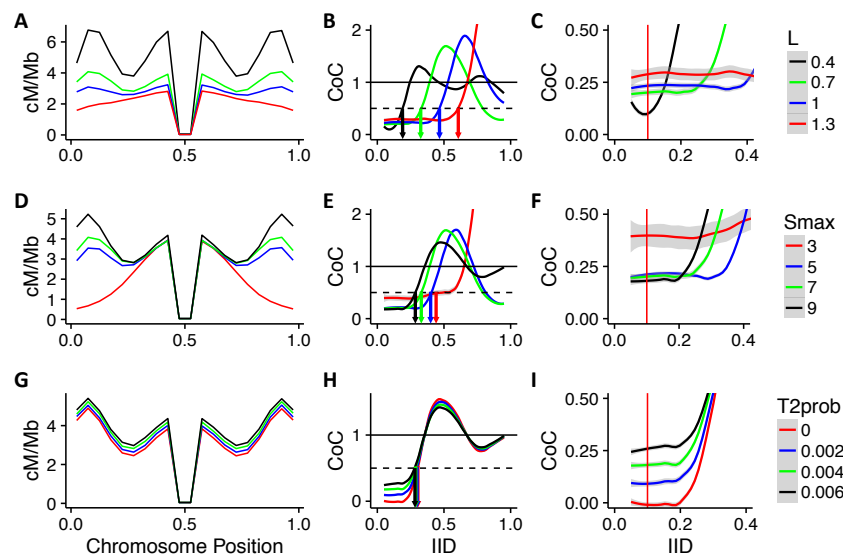 A
cM/Mb
6
4
2
0
0.0
0.5
1.0
B
CoC
2
1
0
0.0
0.5
1.0
C
CoC
0.50
0.25
0.00
0.0
0.2
0.4
L
0.4
0.7
1
1.3
D
cM/Mb
5
4
3
2
1
0
0.0
0.5
1.0
E
CoC
2
1
0
0.0
0.5
1.0
F
CoC
0.50
0.25
0.00
0.0
0.2
0.4
Smax
3
5
7
9
G
cM/Mb
4
2
0
0.0
0.5
1.0
Chromosome Position
H
CoC
1
0
0.0
0.5
1.0
IID
I
CoC
0.50
0.25
0.00
0.0
0.2
0.4
IID
T2prob
0
0.002
0.004
0.006